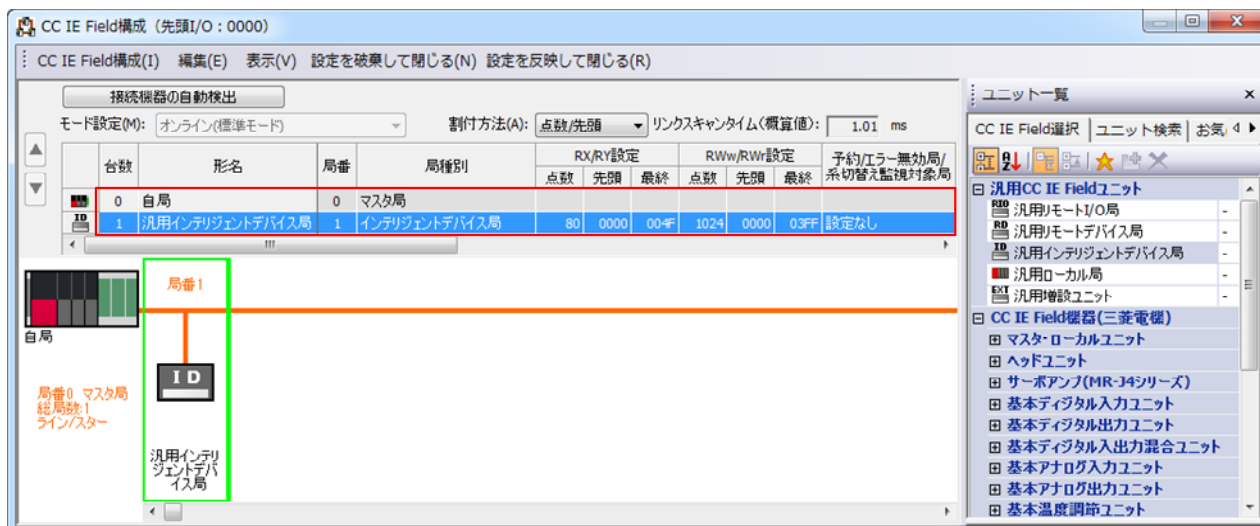 CC IE Field構成（先頭I/O：0000）
CC IE Field構成(I) 編集(E) 表示(V) 設定を破棄して閉じる(N) 設定を反映して閉じる(R)
接続機器の自動検出
モード設定(M): オンライン(標準モード) 割付方法(A): 点数/先頭 リンクスキャンタイム(概算値): 1.01 ms
台数 形名 局番 局種別 RX/RY設定 RWw/RWr設定 予約/エラー無効局/
系切替え監視対象局
点数 先頭 最終 点数 先頭 最終
0 自局 0 マスタ局
ID 1 汎用インテリジェントデバイス局 1 インテリジェントデバイス局 80 0000 004F 1024 0000 03FF 設定なし
局番1
自局
局番0 マスタ局
総局数:1
ライン/スター
I D
汎用インテリ
ジェントデバ
イス局
ユニット一覧
CC IE Field選択 ユニット検索 お気
汎用CC IE Fieldユニット
RIO 汎用リモートI/O局 -
RD 汎用リモートデバイス局 -
ID 汎用インテリジェントデバイス局 -
汎用ローカル局 -
EXT 汎用増設ユニット -
CC IE Field機器(三菱電機)
マスタ・ローカルユニット
ヘッドユニット
サーボアンプ(MR-J4シリーズ)
基本ディジタル入力ユニット
基本ディジタル出力ユニット
基本ディジタル入出力混合ユニット
基本アナログ入力ユニット
基本アナログ出力ユニット
基本温度調節ユニット